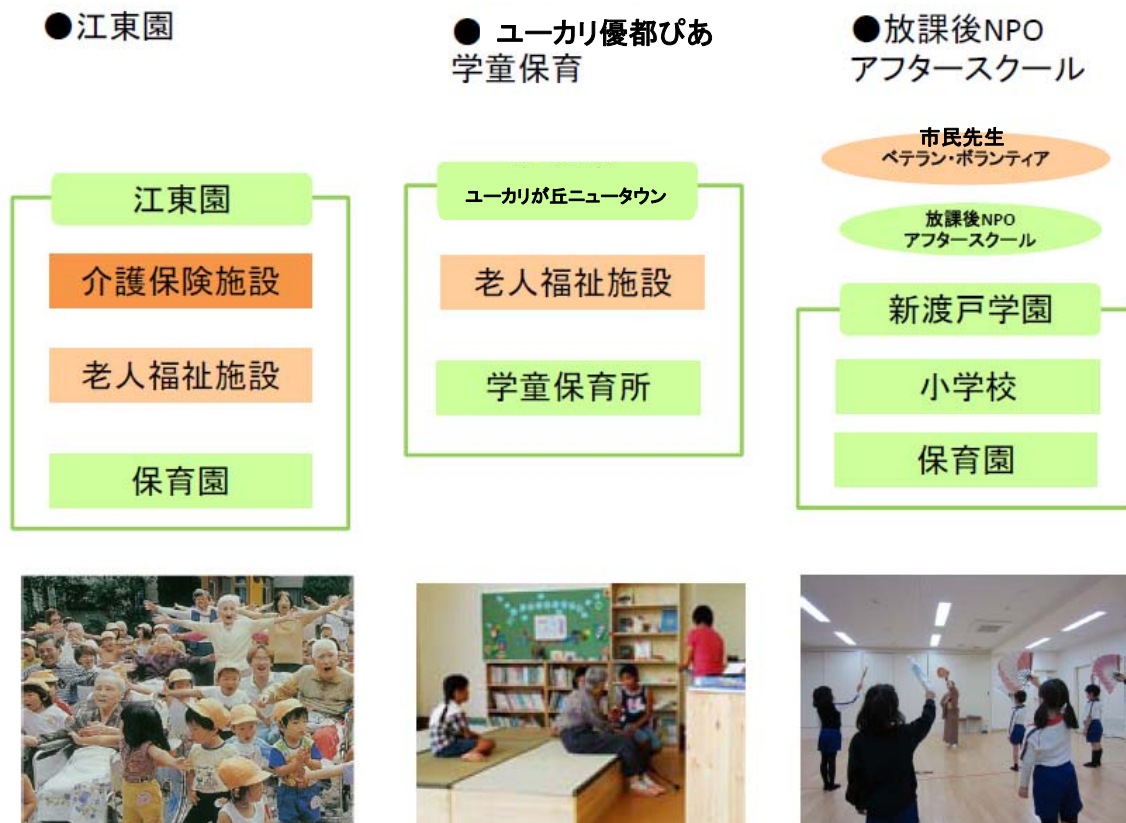 ●江東園
江東園
介護保険施設
老人福祉施設
保育園
● ユーカリ優都ぴあ
学童保育
ユーカリが丘ニュータウン
老人福祉施設
学童保育所
●放課後NPO
アフタースクール
市民先生
ベテラン・ボランティア
放課後NPO
アフタースクール
新渡戸学園
小学校
保育園